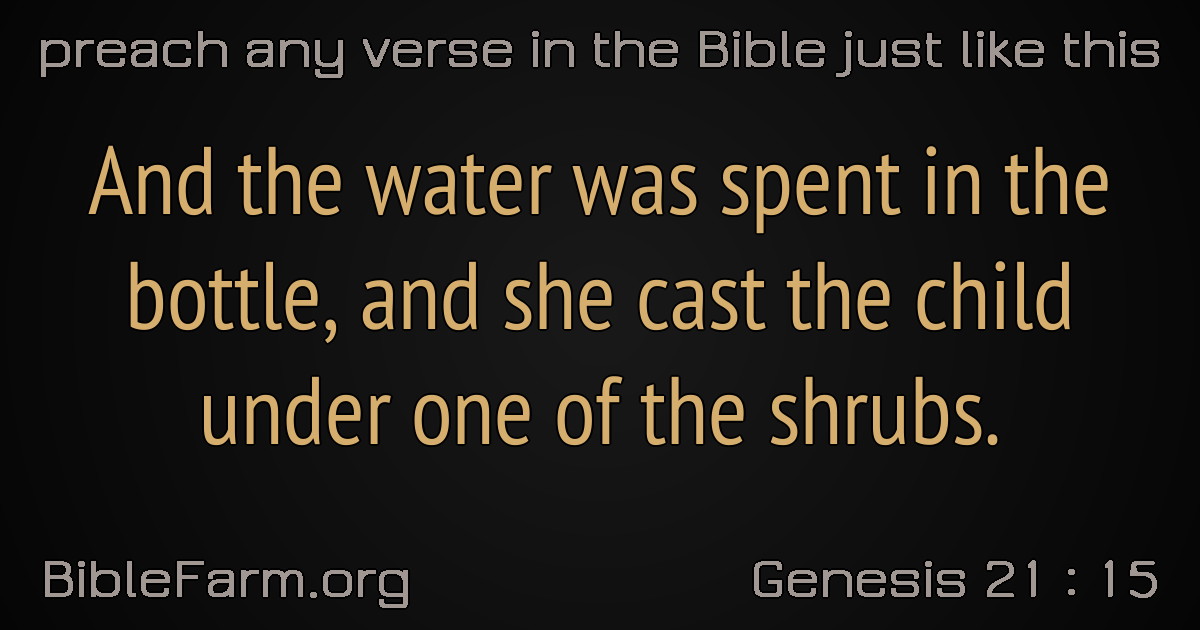 preach any verse in the Bible just like this
And the water was spent in the
bottle, and she cast the child
under one of the shrubs.
BibleFarm.org
Genesis 21 : 15